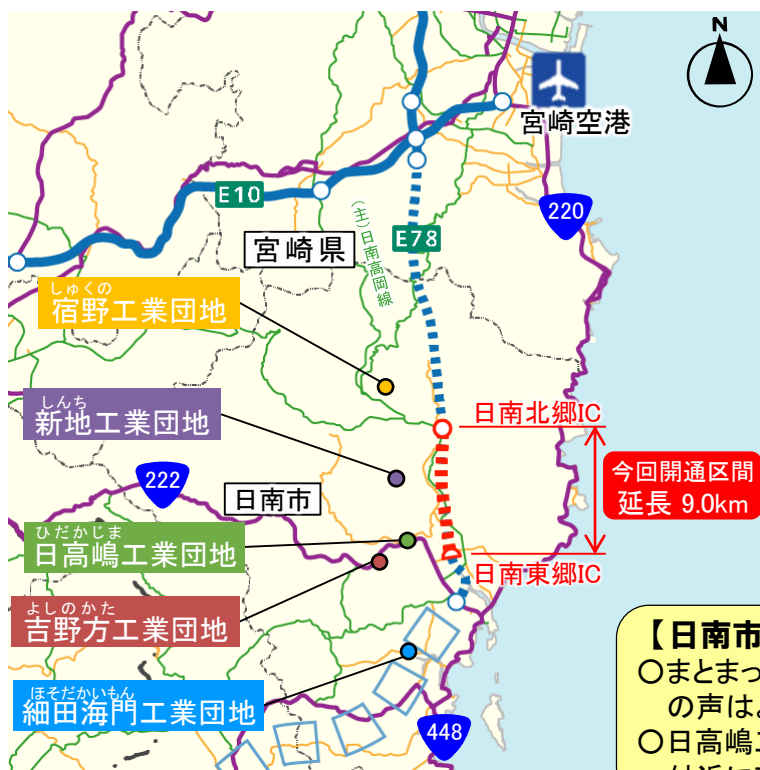 N
宮崎空港
E10
220
宮崎県
(主)日南高岡線
E78
しゅくの
宿野工業団地
しんち
新地工業団地
日南北郷IC
今回開通区間
延長 9.0km
222
日南市
ひだかじま
日高嶋工業団地
日南東郷IC
よしのかた
吉野方工業団地
ほそだかいもん
細田海門工業団地
448
【日南市
○まとまっ
の声は
○日高嶋